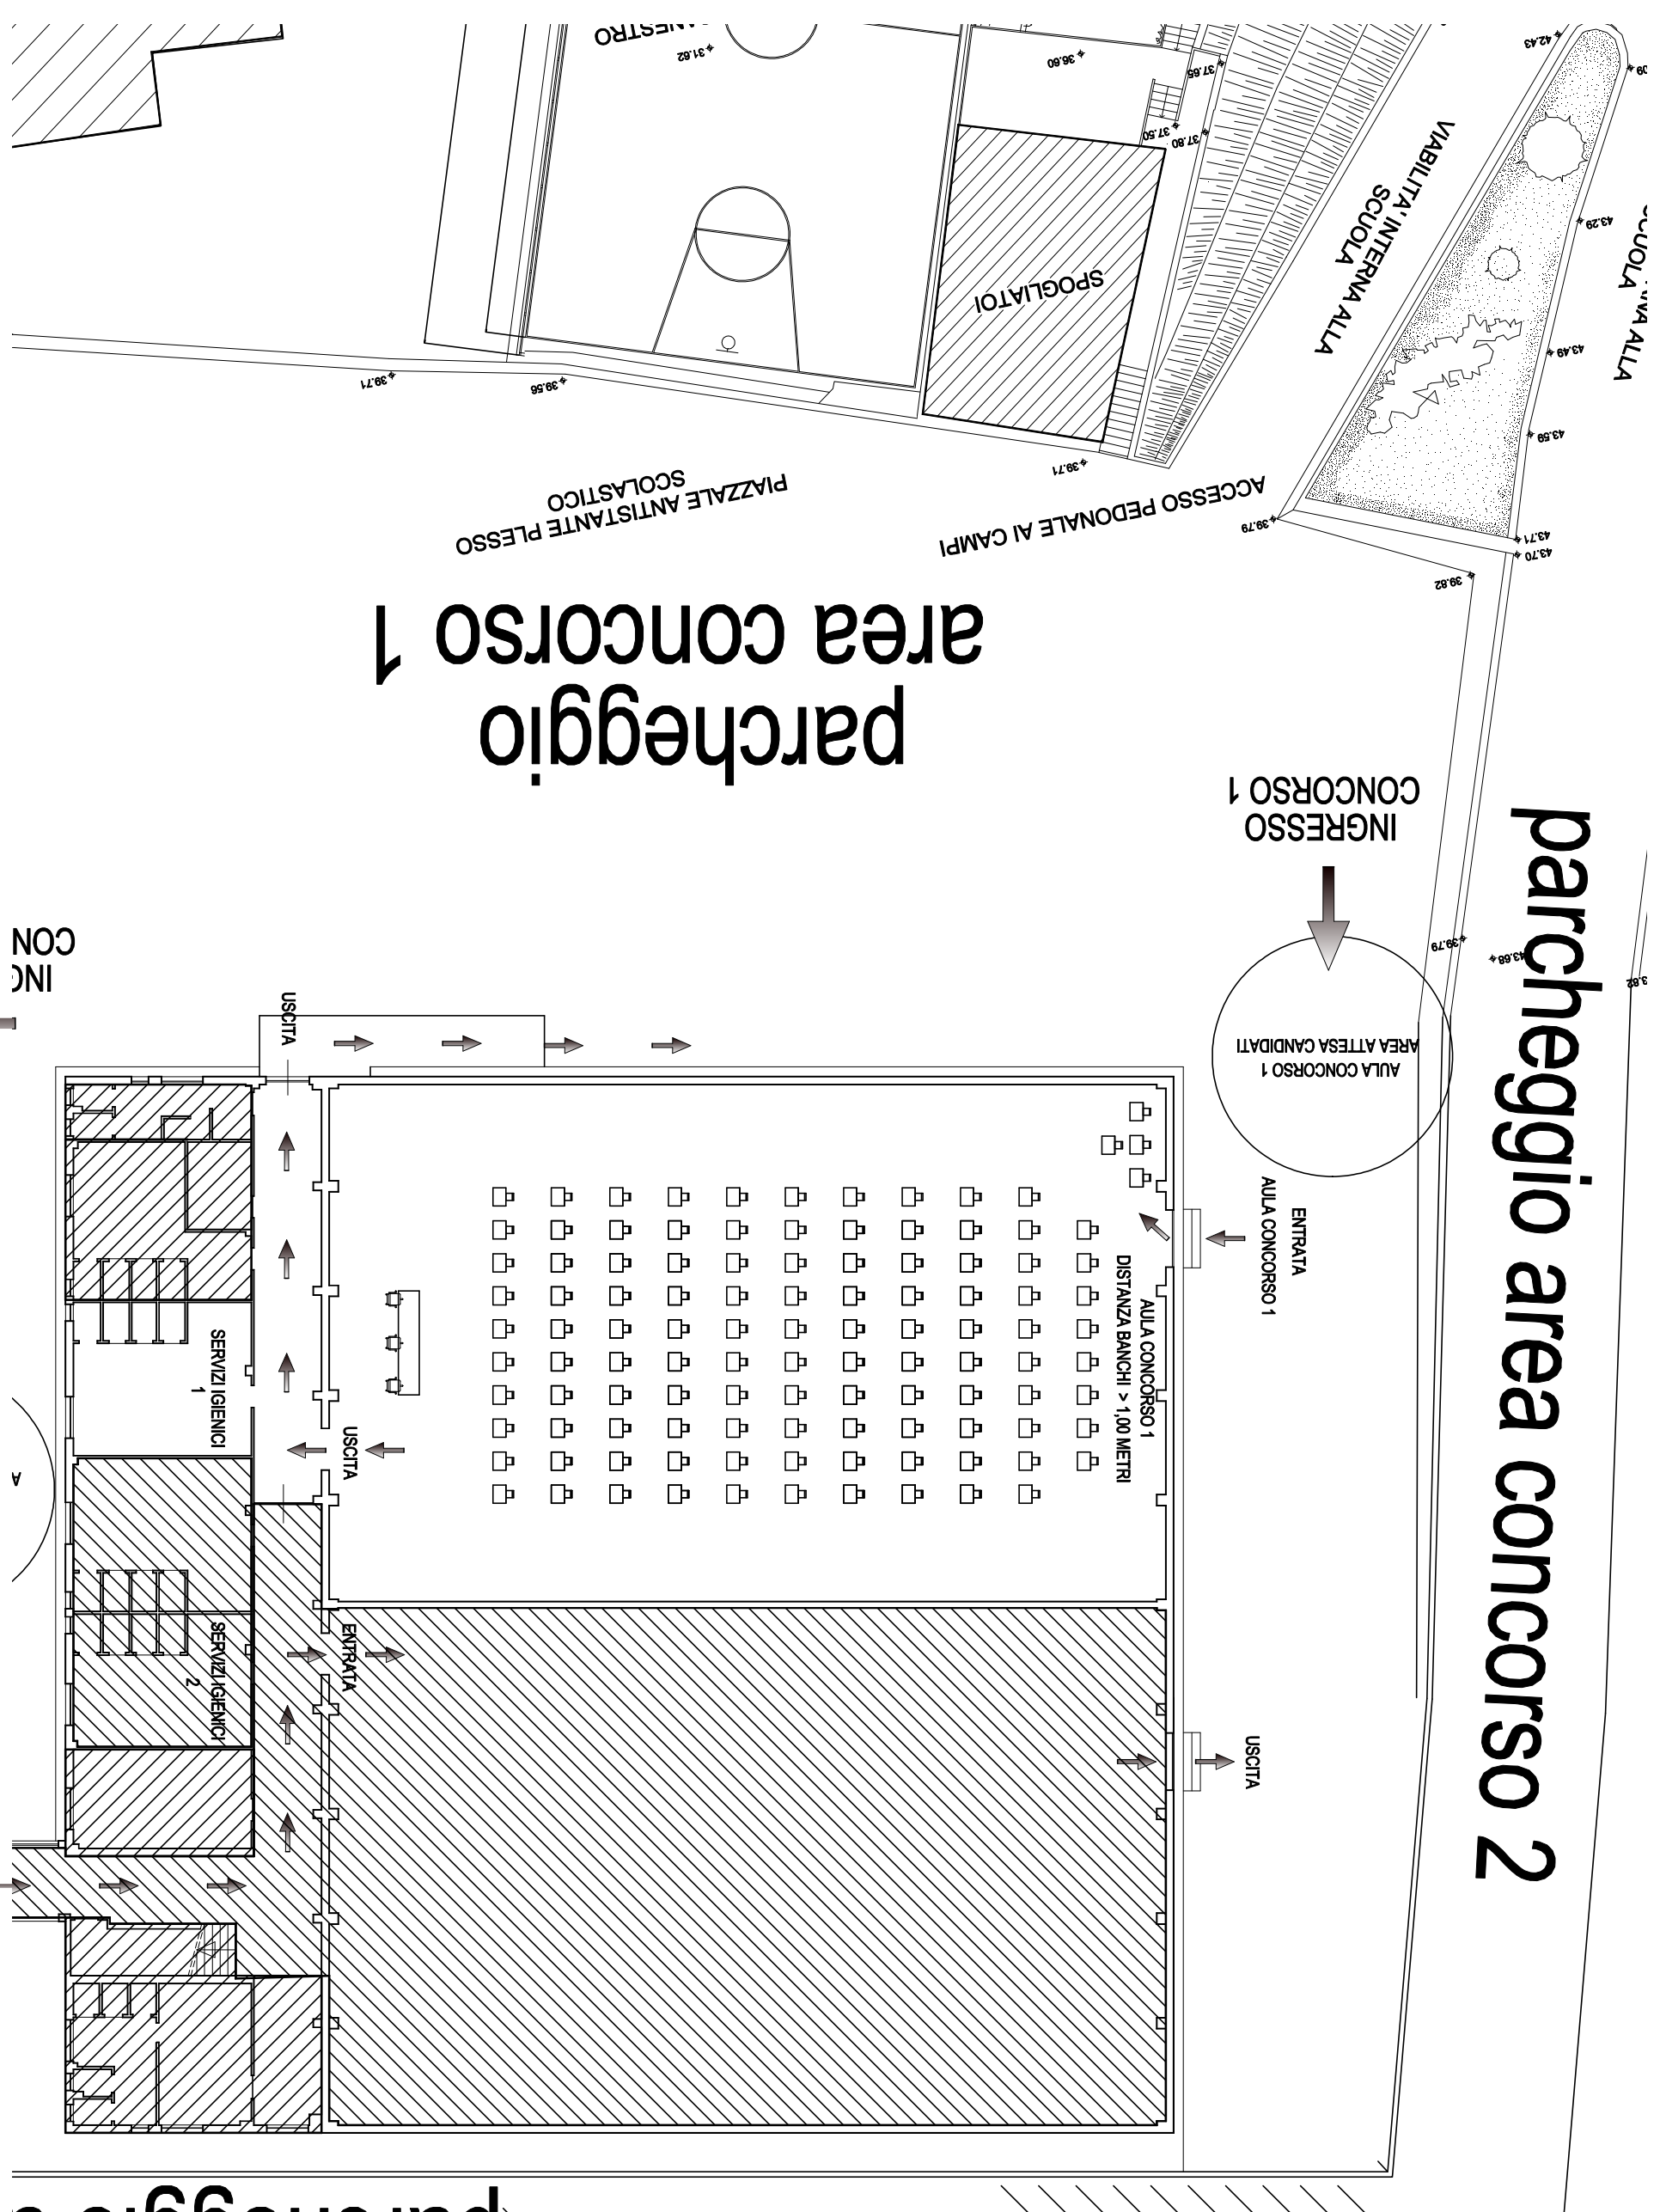 31.62
36.60
37.65
42.43
37.50
37.80
VIABILITA' INTERNA ALLA
SCUOLA
43.29
SPOGLIATOI
43.49
39.71
39.56
43.59
PIAZZALE ANTISTANTE PLESSO
SCOLASTICO
39.71
ACCESSO PEDONALE AI CAMPI
39.79
43.71
43.70
39.82
parcheggio
area concorso 1
INGRESSO
CONCORSO 1
parcheggio area concorso 2
39.79
43.68
AULA CONCORSO 1
AREA ATTESA CANDIDATI
USCITA
ENTRATA
AULA CONCORSO 1
AULA CONCORSO 1
DISTANZA BANCHI > 1,00 METRI
SERVIZI IGIENICI
1
USCITA
SERVIZI IGIENICI
2
ENTRATA
USCITA